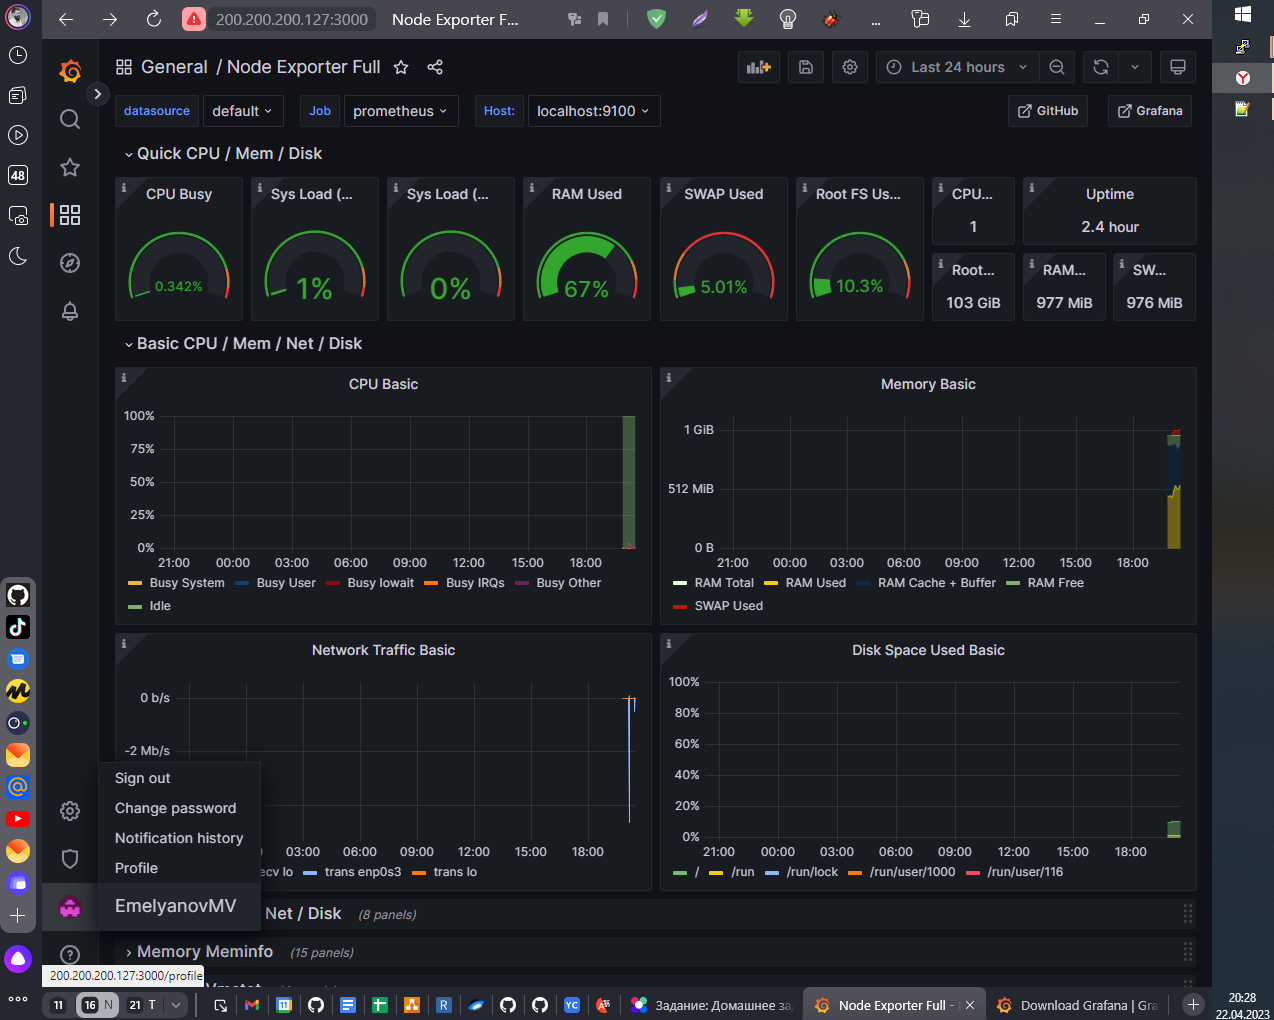 200.200.200.127:3000
Node Exporter F...
General / Node Exporter Full
Last 24 hours
datasource
default
Job
prometheus
Host:
localhost:9100
GitHub
Grafana
Quick CPU / Mem / Disk
CPU Busy
0.342%
Sys Load (...
1%
Sys Load (...
0%
RAM Used
67%
SWAP Used
5.01%
Root FS Us...
10.3%
CPU...
1
Uptime
2.4 hour
Root...
103 GiB
RAM...
977 MiB
SW...
976 MiB
Basic CPU / Mem / Net / Disk
CPU Basic
100%
75%
50%
25%
0%
21:00 00:00 03:00 06:00 09:00 12:00 15:00 18:00
Busy System Busy User Busy Iowait Busy IRQs Busy Other
Idle
Memory Basic
1 GiB
512 MiB
0 B
21:00 00:00 03:00 06:00 09:00 12:00 15:00 18:00
RAM Total RAM Used RAM Cache + Buffer RAM Free
SWAP Used
Network Traffic Basic
0 b/s
-2 Mb/s
03:00 06:00 09:00 12:00 15:00 18:00
ecv lo trans enp0s3 trans lo
Disk Space Used Basic
100%
80%
60%
40%
20%
0%
21:00 00:00 03:00 06:00 09:00 12:00 15:00 18:00
/ /run /run/lock /run/user/1000 /run/user/116
Sign out
Change password
Notification history
Profile
EmelyanovMV
Net / Disk (8 panels)
Memory Meminfo (15 panels)
200.200.200.127:3000/profile
48
11
16 N
21 T
Задание: Домашнее за
Node Exporter Full -
Download Grafana | Gra
20:28
22.04.2023